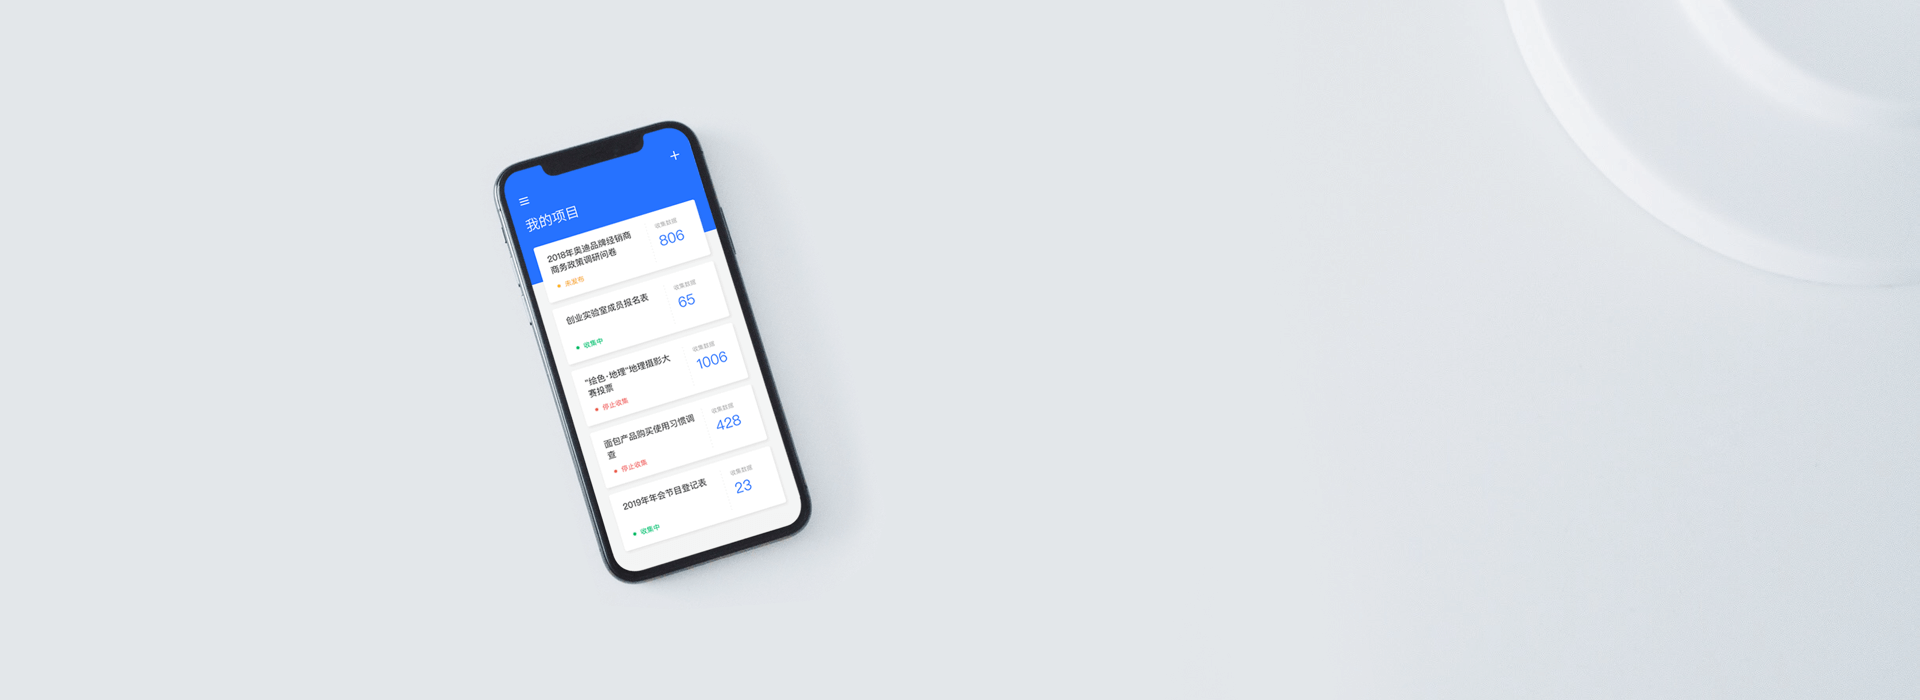 我的项目
2018年奥迪品牌经销商
商务政策调研问卷
未发布
收集数据
806
创业实验室成员报名表
收集中
收集数据
65
“绘色·地理”地理摄影大
赛投票
停止收集
收集数据
1006
面包产品购买使用习惯调
查
停止收集
收集数据
428
2019年年会节目登记表
收集中
收集数据
23